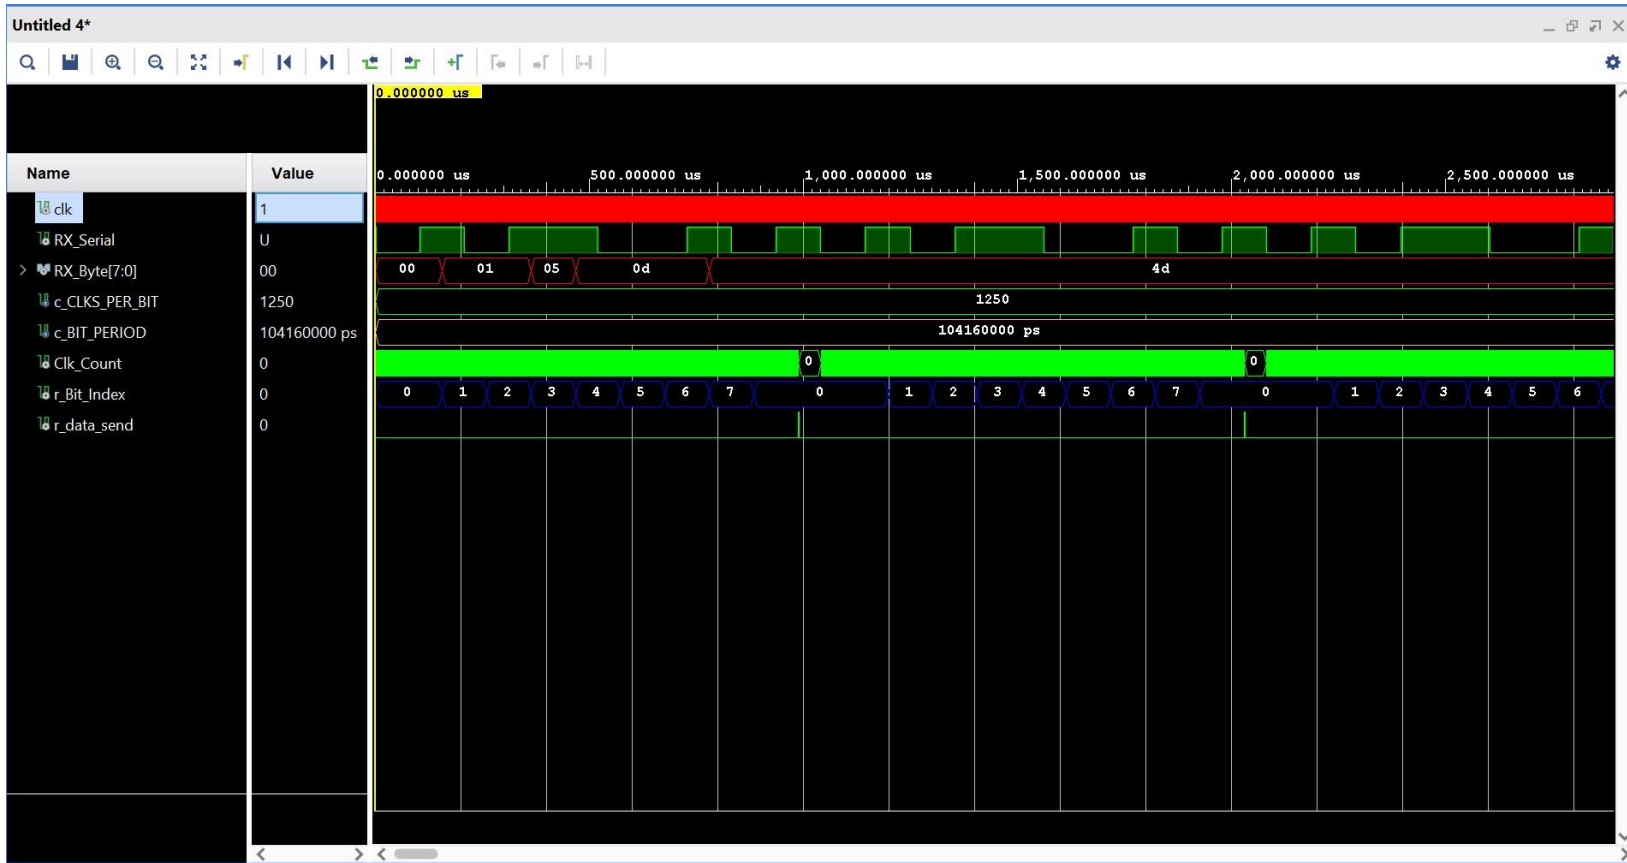 Untitled 4*
0.000000 us
Name Value
0.000000 us 500.000000 us 1,000.000000 us 1,500.000000 us 2,000.000000 us 2,500.000000 us
clk 1
RX_Serial U
RX_Byte[7:0] 00 00 01 05 0d 4d
c_CLKS_PER_BIT 1250 1250
c_BIT_PERIOD 104160000 ps 104160000 ps
Clk_Count 0 0 0
r_Bit_Index 0 0 1 2 3 4 5 6 7 0 1 2 3 4 5 6 7 0 1 2 3 4 5 6
r_data_send 0